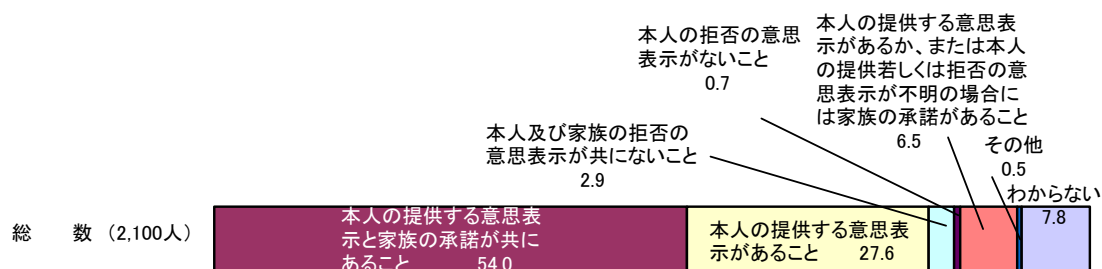 本人の拒否の意思
表示がないこと
0.7
本人の提供する意思表
示があるか、または本人
の提供若しくは拒否の意
思表示が不明の場合に
は家族の承諾があること
6.5
本人及び家族の拒否の
意思表示が共にないこと
2.9
その他
0.5
わからない
7.8
総　　数 （2,100人）
本人の提供する意思表
示と家族の承諾が共に
あること　　　54.0
本人の提供する意思表
示があること　　27.6